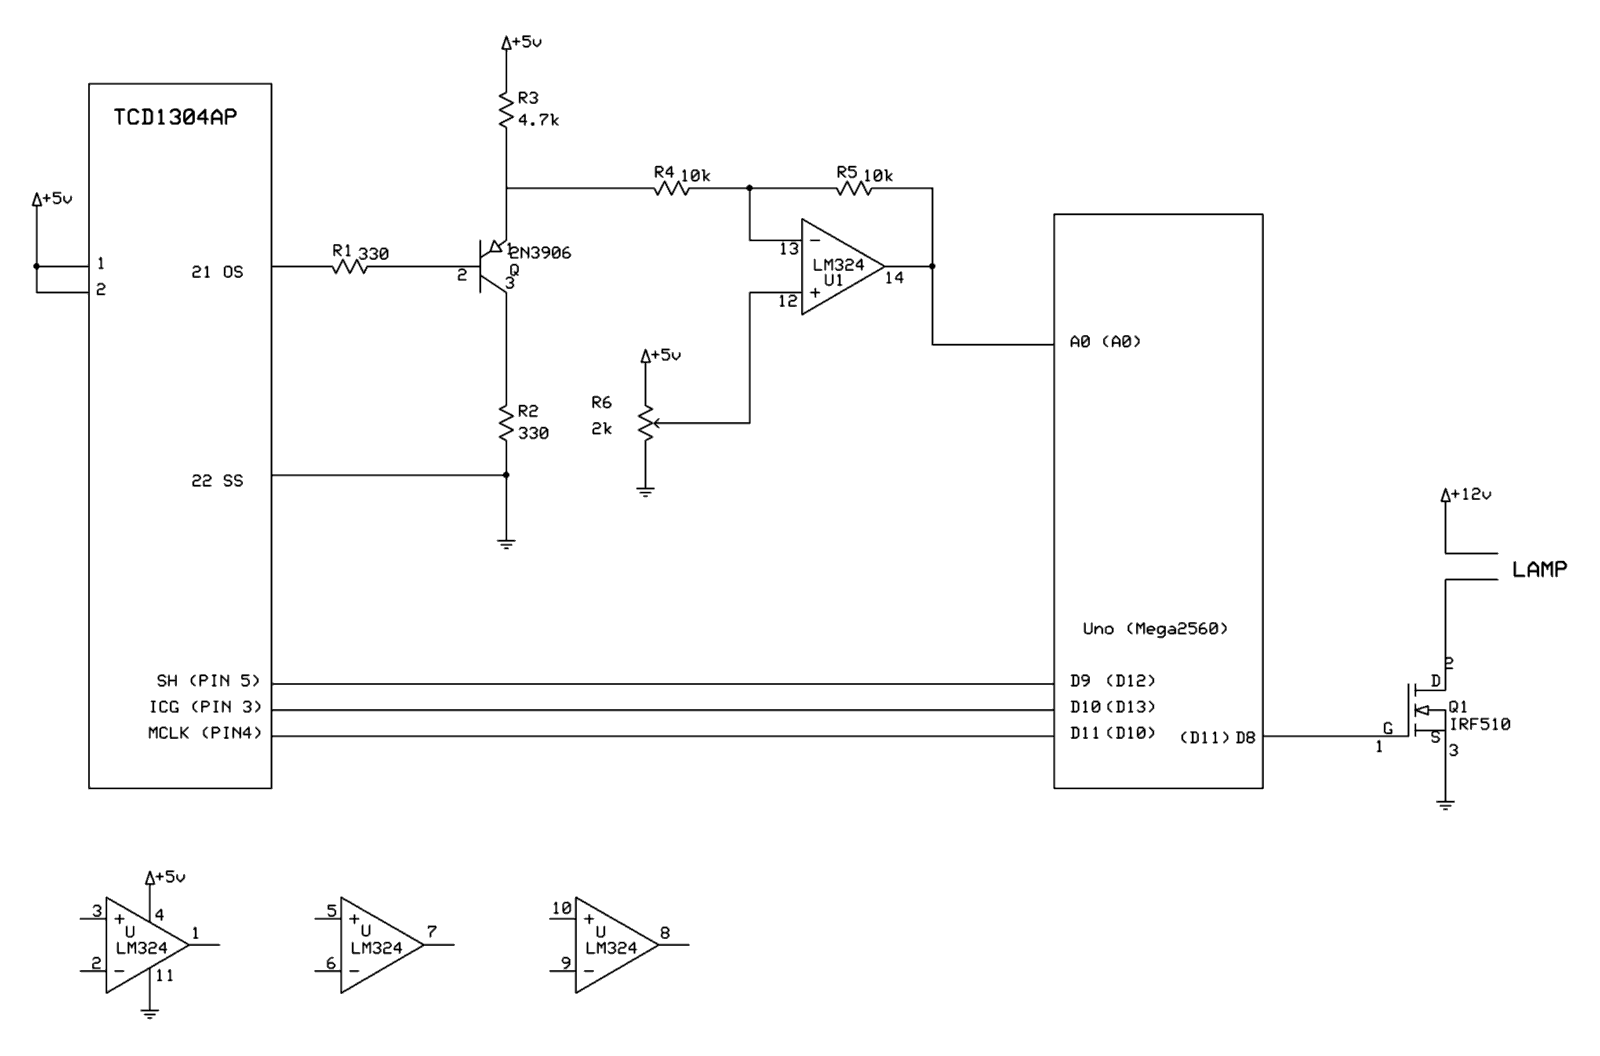 +5v
TCD1304AP
R3
4.7k
+5v
R4 10k
R5 10k
1
2
21 OS
R1 330
2
1
2N3906
Q
3
13
-
LM324
U1
14
12
+
A0 (A0)
+5v
R6
2k
R2
330
22 SS
+12v
LAMP
Uno (Mega2560)
SH (PIN 5)
D9 (D12)
ICG (PIN 3)
D10(D13)
MCLK (PIN4)
D11(D10)
(D11) D8
2
D
Q1
IRF510
G
S
1
3
+5v
3
+
4
U
LM324
1
2
-
11
5
+
U
LM324
7
6
-
10
+
U
LM324
8
9
-